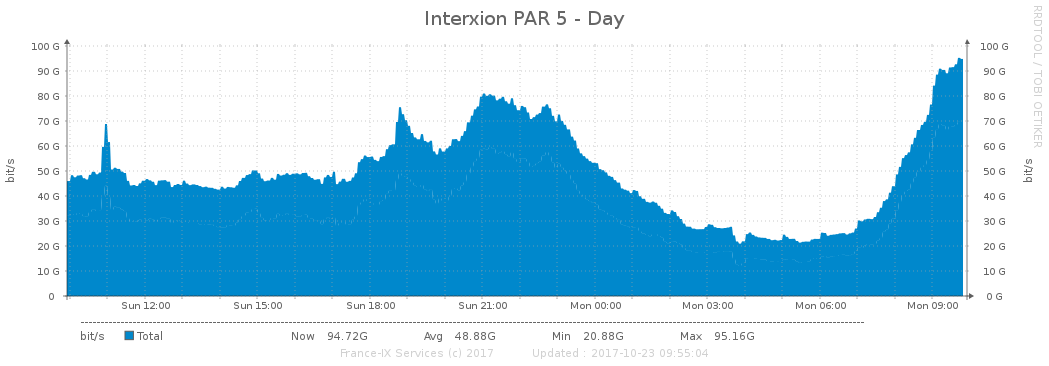 Interxion PAR 5 - Day
RRDTOOL / TOBI OETIKER
100 G 100 G
90 G 90 G
80 G 80 G
70 G 70 G
60 G 60 G
50 G 50 G
40 G 40 G
30 G 30 G
20 G 20 G
10 G 10 G
0 0 G
bit/s
bit/s
Sun 12:00 Sun 15:00 Sun 18:00 Sun 21:00 Mon 00:00 Mon 03:00 Mon 06:00 Mon 09:00
bit/s Total Now 94.72G Avg 48.88G Min 20.88G Max 95.16G
France-IX Services (c) 2017 Updated : 2017-10-23 09:55:04